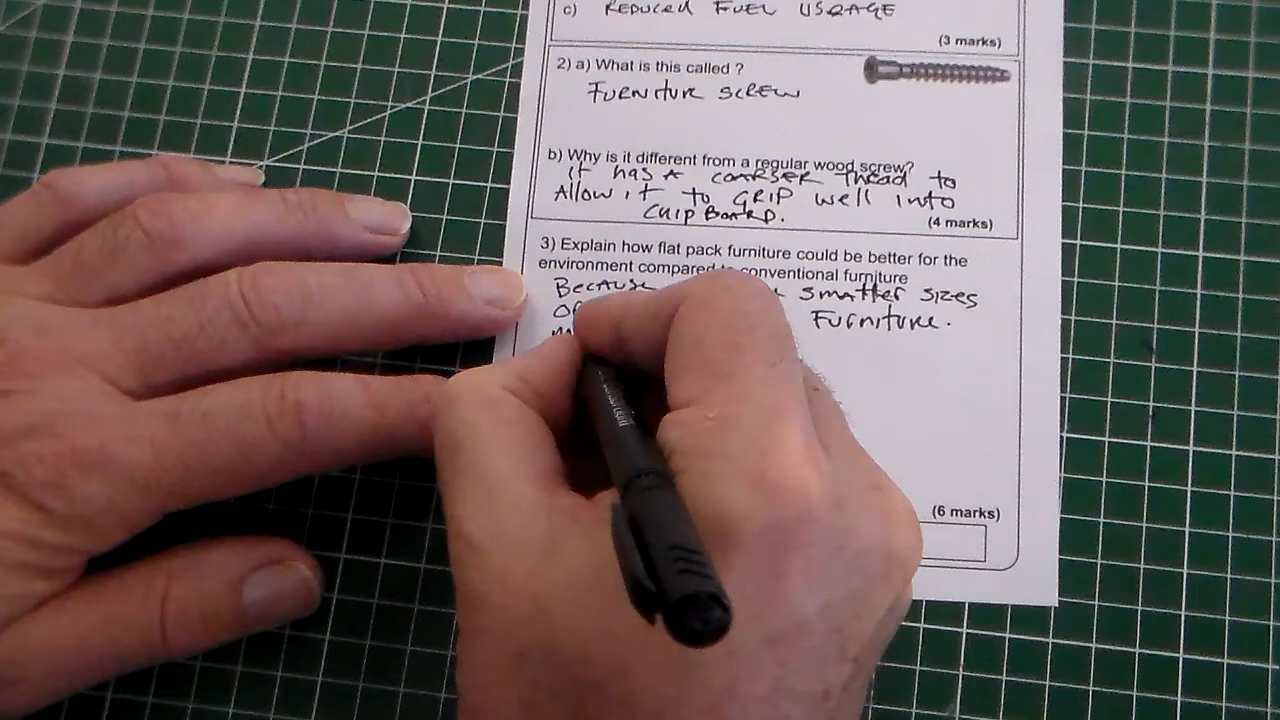 c) REDUCED FUEL USEAGE
(3 marks)
2) a) What is this called ?
FURNITURE SCREW
b) Why is it different from a regular wood screw?
it HAS A COARSER thread to
Allow it to GRIP well into
CHIPBOARD.
(4 marks)
3) Explain how flat pack furniture could be better for the
environment compared to conventional furniture
BECAUSE smaller sizes
OF FURNITURE.
(6 marks)